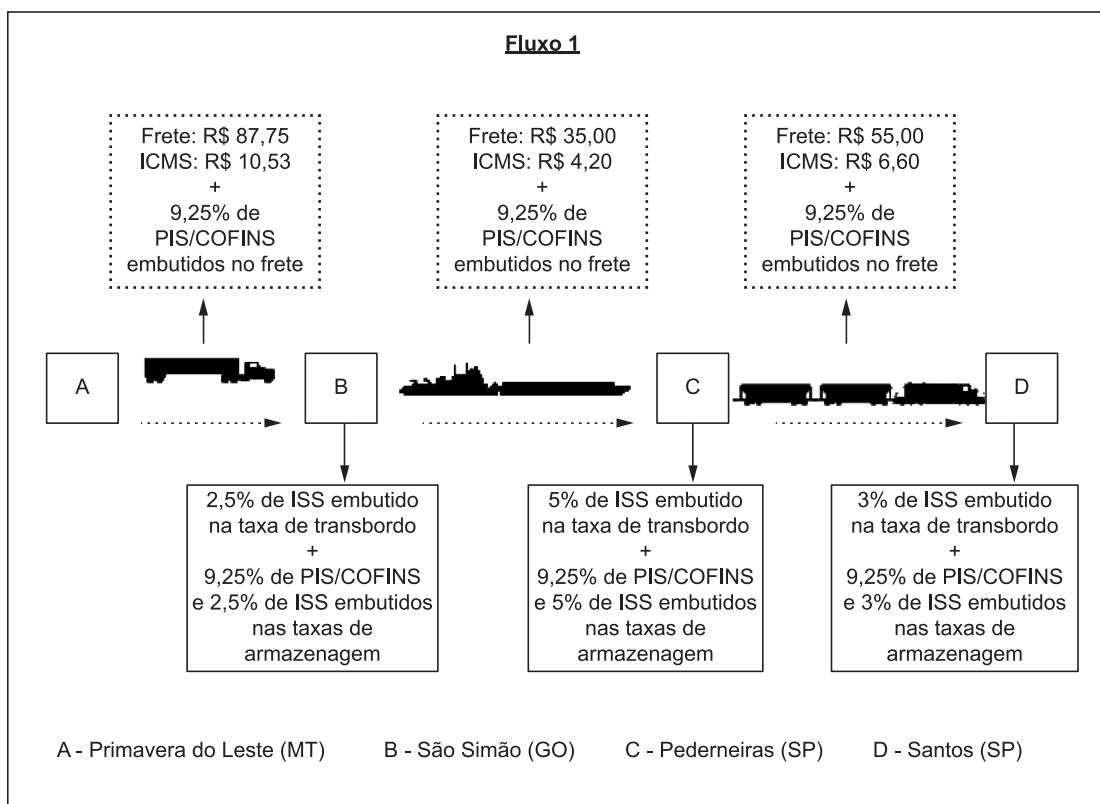 Fluxo 1
Frete: R$ 87,75
ICMS: R$ 10,53
+
9,25% de
PIS/COFINS
embutidos no frete
Frete: R$ 35,00
ICMS: R$ 4,20
+
9,25% de
PIS/COFINS
embutidos no frete
Frete: R$ 55,00
ICMS: R$ 6,60
+
9,25% de
PIS/COFINS
embutidos no frete
A
B
C
D
2,5% de ISS embutido
na taxa de transbordo
+
9,25% de PIS/COFINS
e 2,5% de ISS embutidos
nas taxas de
armazenagem
5% de ISS embutido
na taxa de transbordo
+
9,25% de PIS/COFINS
e 5% de ISS embutidos
nas taxas de
armazenagem
3% de ISS embutido
na taxa de transbordo
+
9,25% de PIS/COFINS
e 3% de ISS embutidos
nas taxas de
armazenagem
A - Primavera do Leste (MT) B - São Simão (GO) C - Pederneiras (SP) D - Santos (SP)